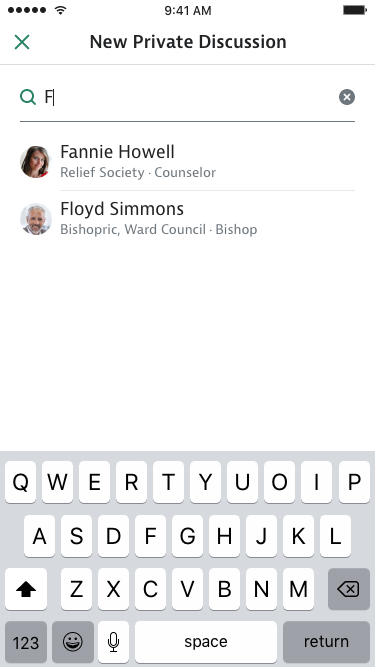 9:41 AM
New Private Discussion
F
Fannie Howell
Relief Society · Counselor
Floyd Simmons
Bishopric, Ward Council · Bishop
Q W E R T Y U O I P
A S D F G H J K L
Z X C V B N M
123 space return